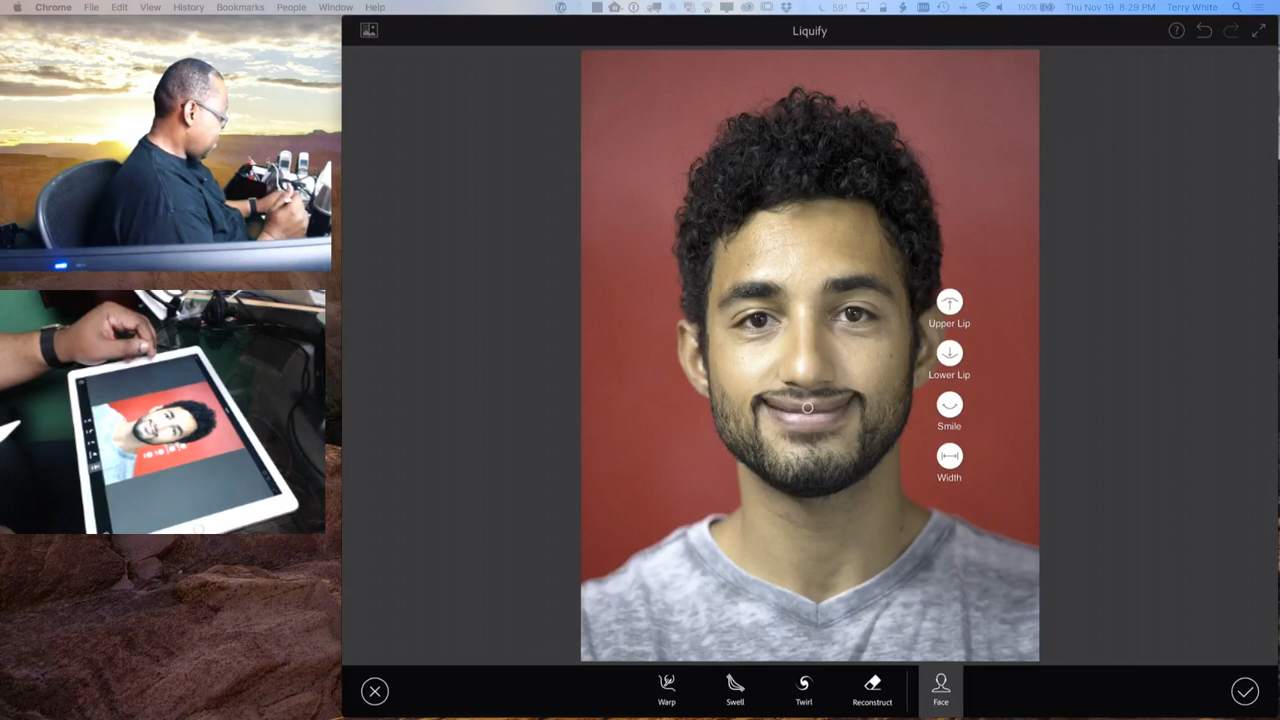 Chrome File Edit View History Bookmarks People Window Help 59° 100% Thu Nov 19 8:29 PM Terry White
Liquify
Upper Lip
Lower Lip
Smile
Width
Warp Swell Twirl Reconstruct Face